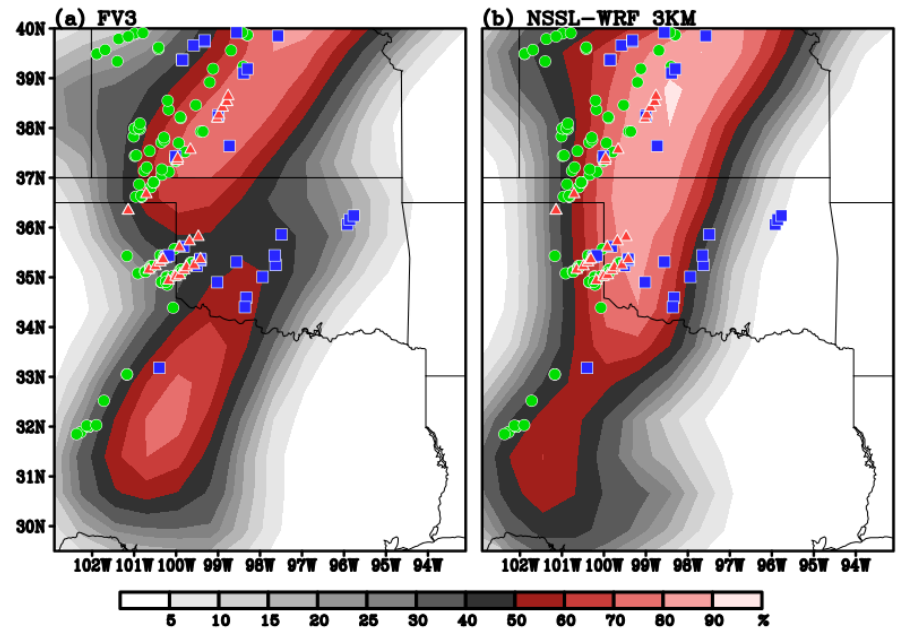 (a) FV3
(b) NSSL-WRF 3KM
40N
39N
38N
37N
36N
35N
34N
33N
32N
31N
30N
102W 101W 100W 99W 98W 97W 96W 95W 94W
102W 101W 100W 99W 98W 97W 96W 95W 94W
5 10 15 20 25 30 40 50 60 70 80 90 %